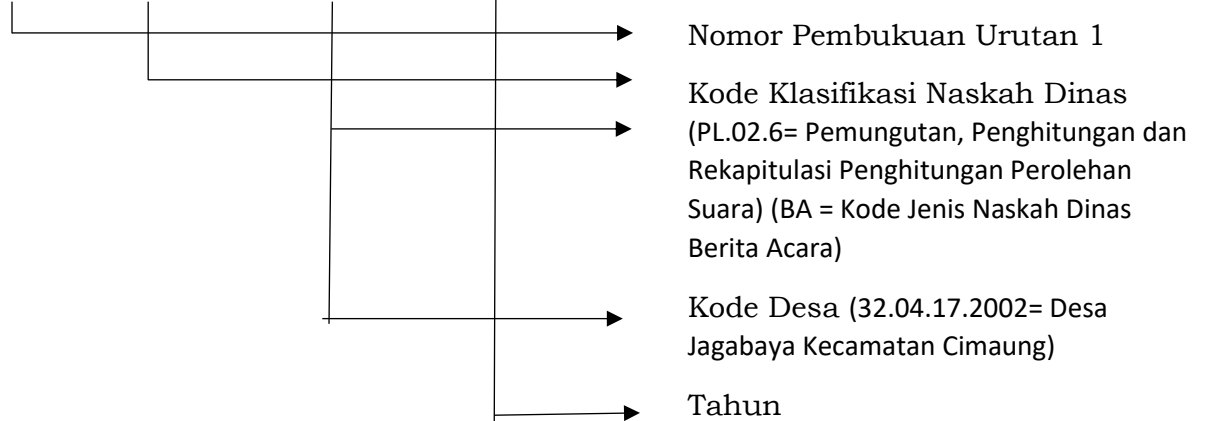 Nomor Pembukuan Urutan 1
Kode Klasifikasi Naskah Dinas
(PL.02.6= Pemungutan, Penghitungan dan
Rekapitulasi Penghitungan Perolehan
Suara) (BA = Kode Jenis Naskah Dinas
Berita Acara)
Kode Desa (32.04.17.2002= Desa
Jagabaya Kecamatan Cimaung)
Tahun